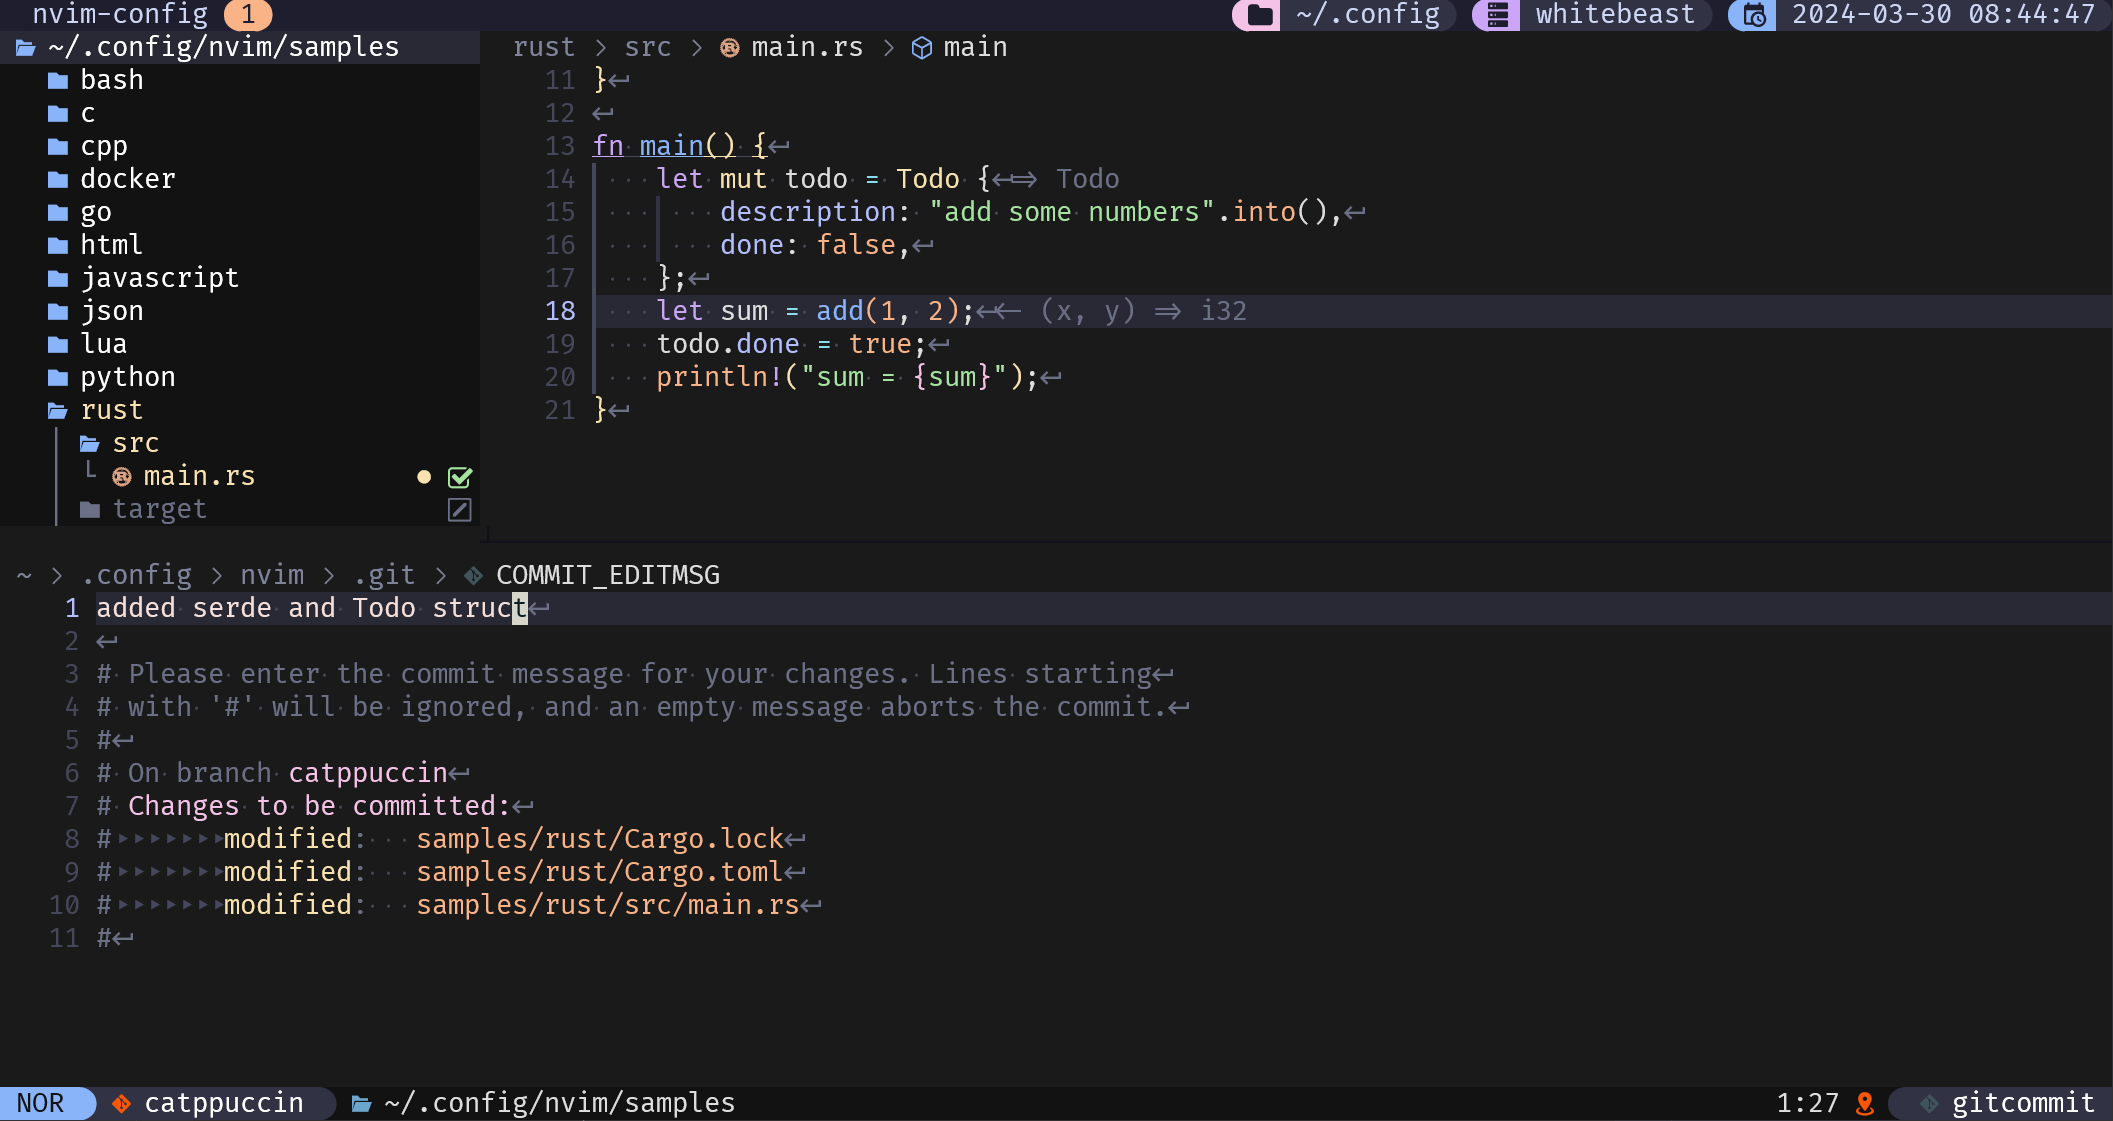 nvim-config 1 ~/.config whitebeast 2024-03-30 08:44:47
~/.config/nvim/samples
bash
c
cpp
docker
go
html
javascript
json
lua
python
rust
src
└ main.rs
target
rust > src > main.rs > main
11 }↵
12 ↵
13 fn main() {↵
14 let mut todo = Todo {↵=> Todo
15 description: "add some numbers".into(),↵
16 done: false,↵
17 };↵
18 let sum = add(1, 2);↵<- (x, y) => i32
19 todo.done = true;↵
20 println!("sum = {sum}");↵
21 }↵
~ > .config > nvim > .git > COMMIT_EDITMSG
1 added serde and Todo struct↵
2 ↵
3 # Please enter the commit message for your changes. Lines starting↵
4 # with '#' will be ignored, and an empty message aborts the commit.↵
5 #↵
6 # On branch catppuccin↵
7 # Changes to be committed:↵
8 # modified: samples/rust/Cargo.lock↵
9 # modified: samples/rust/Cargo.toml↵
10 # modified: samples/rust/src/main.rs↵
11 #↵
NOR catppuccin ~/.config/nvim/samples 1:27 gitcommit